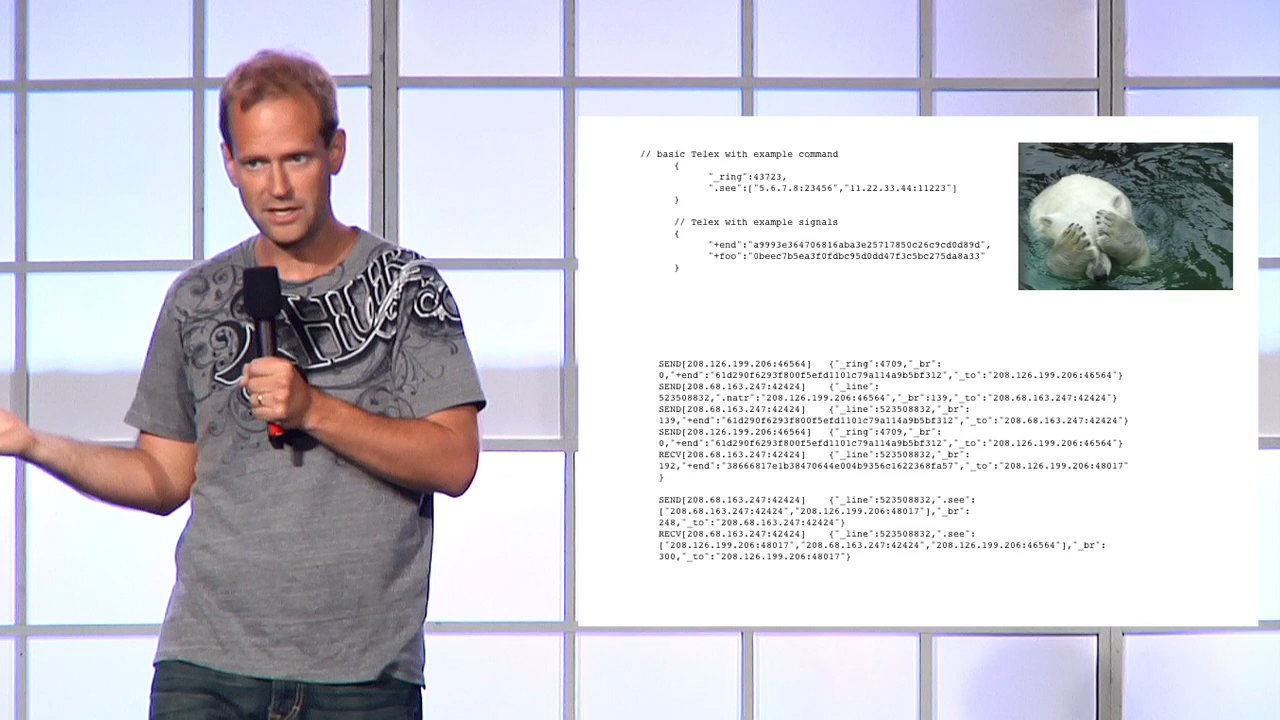 // basic Telex with example command
{
"_ring":43723,
".see":["5.6.7.8:23456","11.22.33.44:11223"]
}
// Telex with example signals
{
"+end":"a9993e364706816aba3e25717850c26c9cd0d89d",
"+foo":"0beec7b5ea3f0fdbc95d0dd47f3c5bc275da8a33"
}
SEND[208.126.199.206:46564] {"_ring":4709,"_br":
0,"+end":"61d290f6293f800f5efd1101c79a114a9b5bf312","_to":"208.126.199.206:46564"}
SEND[208.68.163.247:42424] {"_line":
523508832,".natr":"208.126.199.206:46564","_br":139,"_to":"208.68.163.247:42424"}
SEND[208.68.163.247:42424] {"_line":523508832,"_br":
139,"+end":"61d290f6293f800f5efd1101c79a114a9b5bf312","_to":"208.68.163.247:42424"}
SEND[208.126.199.206:46564] {"_ring":4709,"_br":
0,"+end":"61d290f6293f800f5efd1101c79a114a9b5bf312","_to":"208.126.199.206:46564"}
RECV[208.68.163.247:42424] {"_line":523508832,"_br":
192,"+end":"38666817e1b38470644e004b9356c1622368fa57","_to":"208.126.199.206:48017"
}
SEND[208.68.163.247:42424] {"_line":523508832,".see":
["208.68.163.247:42424","208.126.199.206:48017"],"_br":
248,"_to":"208.68.163.247:42424"}
RECV[208.68.163.247:42424] {"_line":523508832,".see":
["208.126.199.206:48017","208.68.163.247:42424","208.126.199.206:46564"],"_br":
300,"_to":"208.126.199.206:48017"}